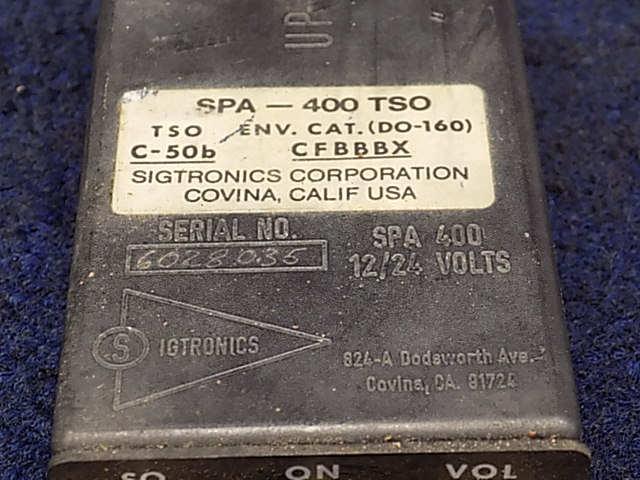 UP
SPA — 400 TSO
TSO ENV. CAT. (DO-160)
C-50b CFBBBX
SIGTRONICS CORPORATION
COVINA, CALIF USA
SERIAL NO.
6028035
SPA 400
12/24 VOLTS
SIGTRONICS
824-A Dodsworth Ave.
Covina, CA. 91724
SQ ON VOL